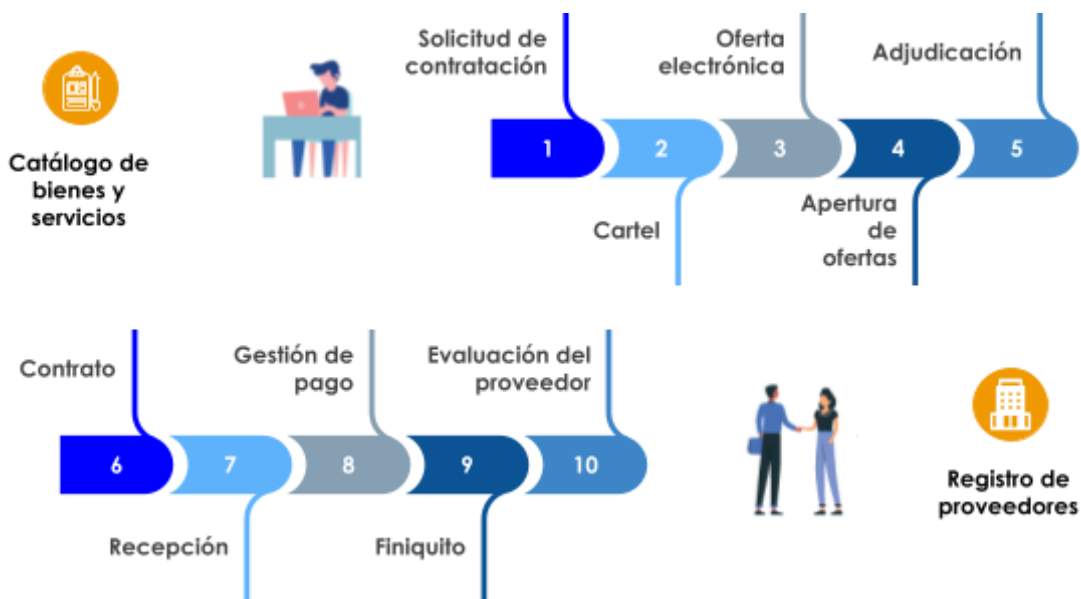 Catálogo de
bienes y
servicios
Solicitud de
contratación
Oferta
electrónica
Adjudicación
1
2
3
4
5
Cartel
Apertura
de
ofertas
Contrato
Gestión de
pago
Evaluación del
proveedor
6
7
8
9
10
Recepción
Finiquito
Registro de
proveedores